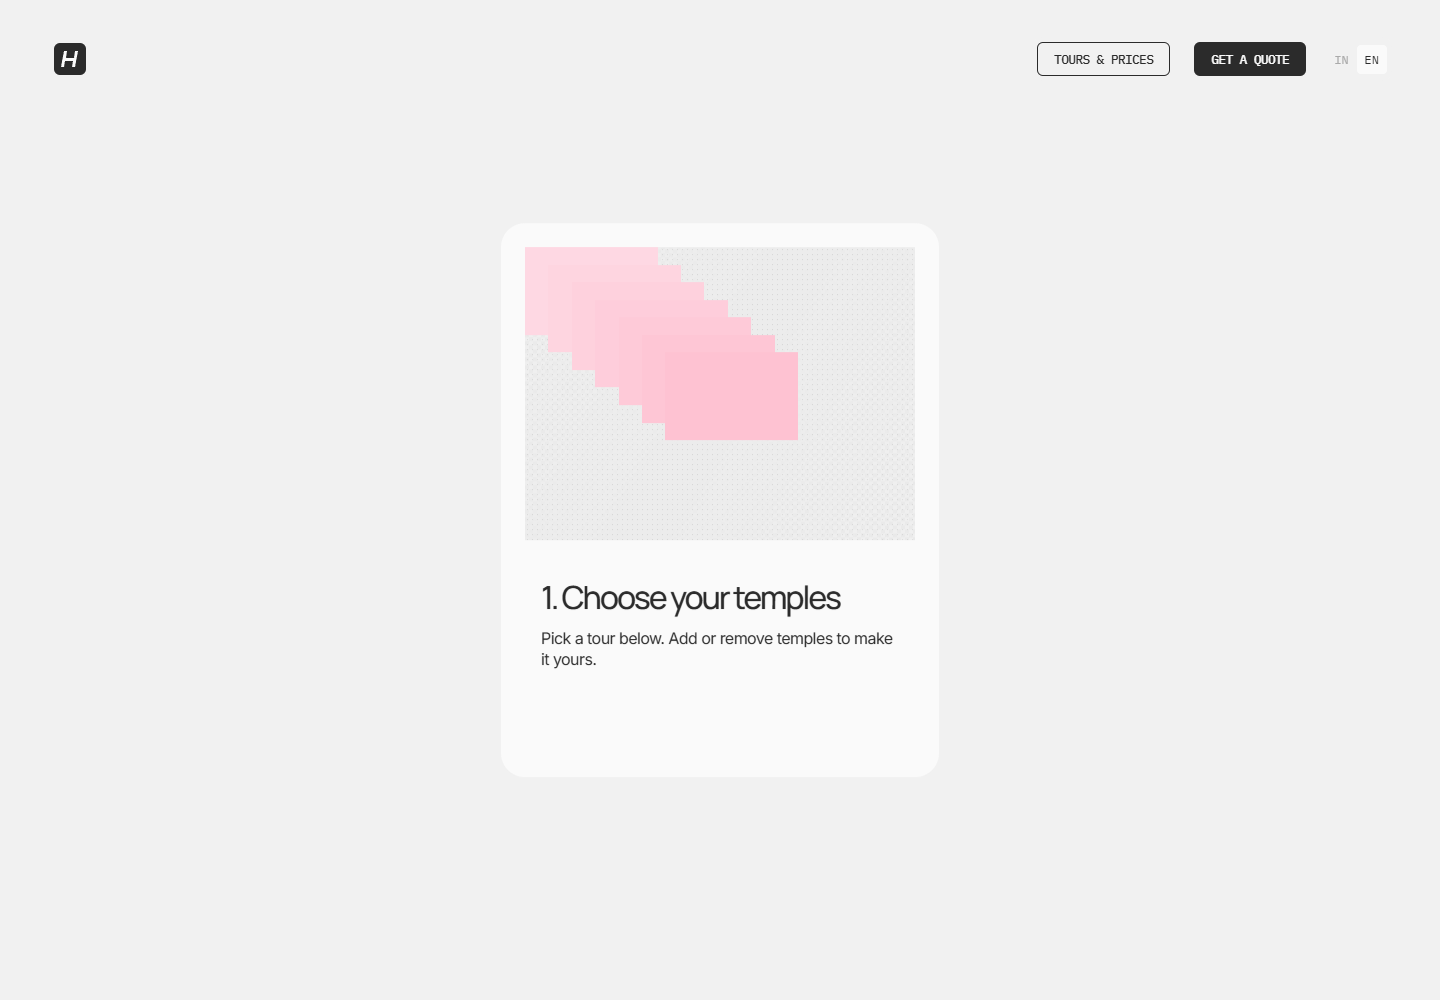 H
TOURS & PRICES
GET A QUOTE
IN
EN
1. Choose your temples
Pick a tour below. Add or remove temples to make
it yours.